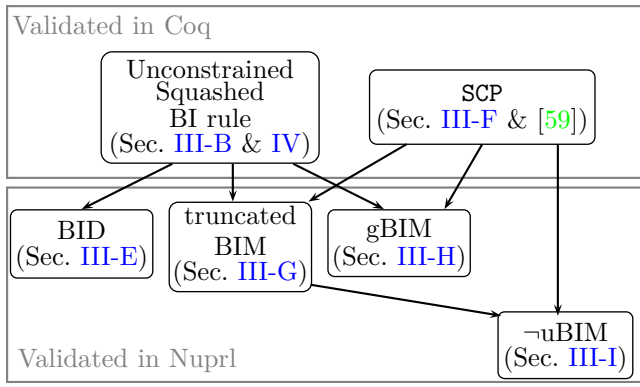 Validated in Coq
Unconstrained
Squashed
BI rule
(Sec. III-B & IV)
SCP
(Sec. III-F & [59])
BID
(Sec. III-E)
truncated
BIM
(Sec. III-G)
gBIM
(Sec. III-H)
¬uBIM
(Sec. III-I)
Validated in Nuprl